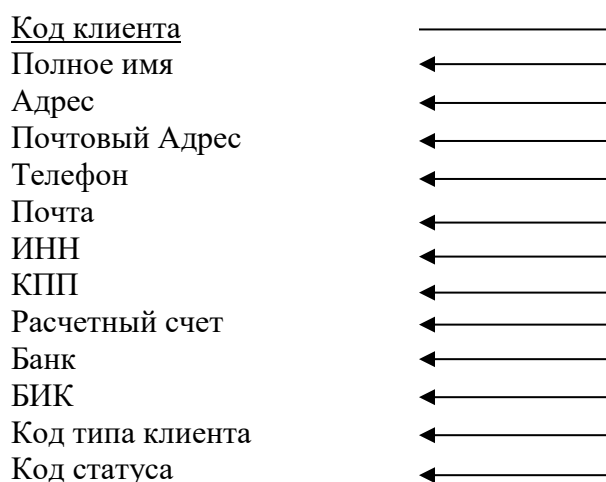 Код клиента
Полное имя
Адрес
Почтовый Адрес
Телефон
Почта
ИНН
КПП
Расчетный счет
Банк
БИК
Код типа клиента
Код статуса